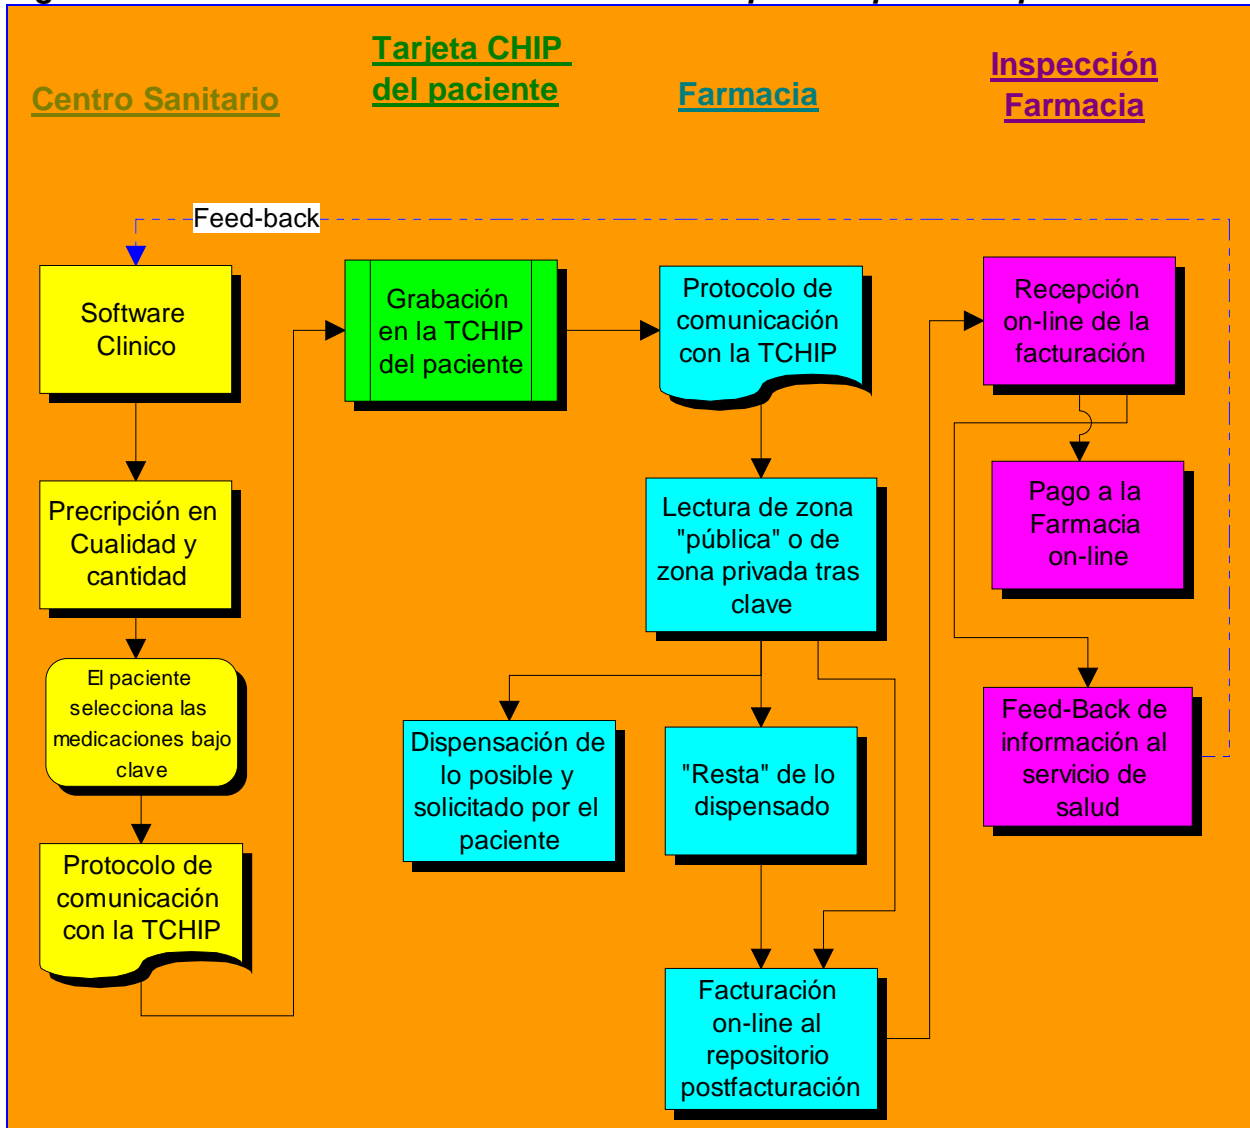 Tarjeta CHIP
del paciente
Centro Sanitario
Farmacia
Inspección
Farmacia
Feed-back
Software
Clinico
Precripción en
Cualidad y
cantidad
El paciente
selecciona las
medicaciones bajo
clave
Protocolo de
comunicación
con la TCHIP
Grabación
en la TCHIP
del paciente
Protocolo de
comunicación
con la TCHIP
Lectura de zona
"pública" o de
zona privada tras
clave
Dispensación de
lo posible y
solicitado por el
paciente
"Resta" de lo
dispensado
Facturación
on-line al
repositorio
postfacturación
Recepción
on-line de la
facturación
Pago a la
Farmacia
on-line
Feed-Back de
información al
servicio de
salud